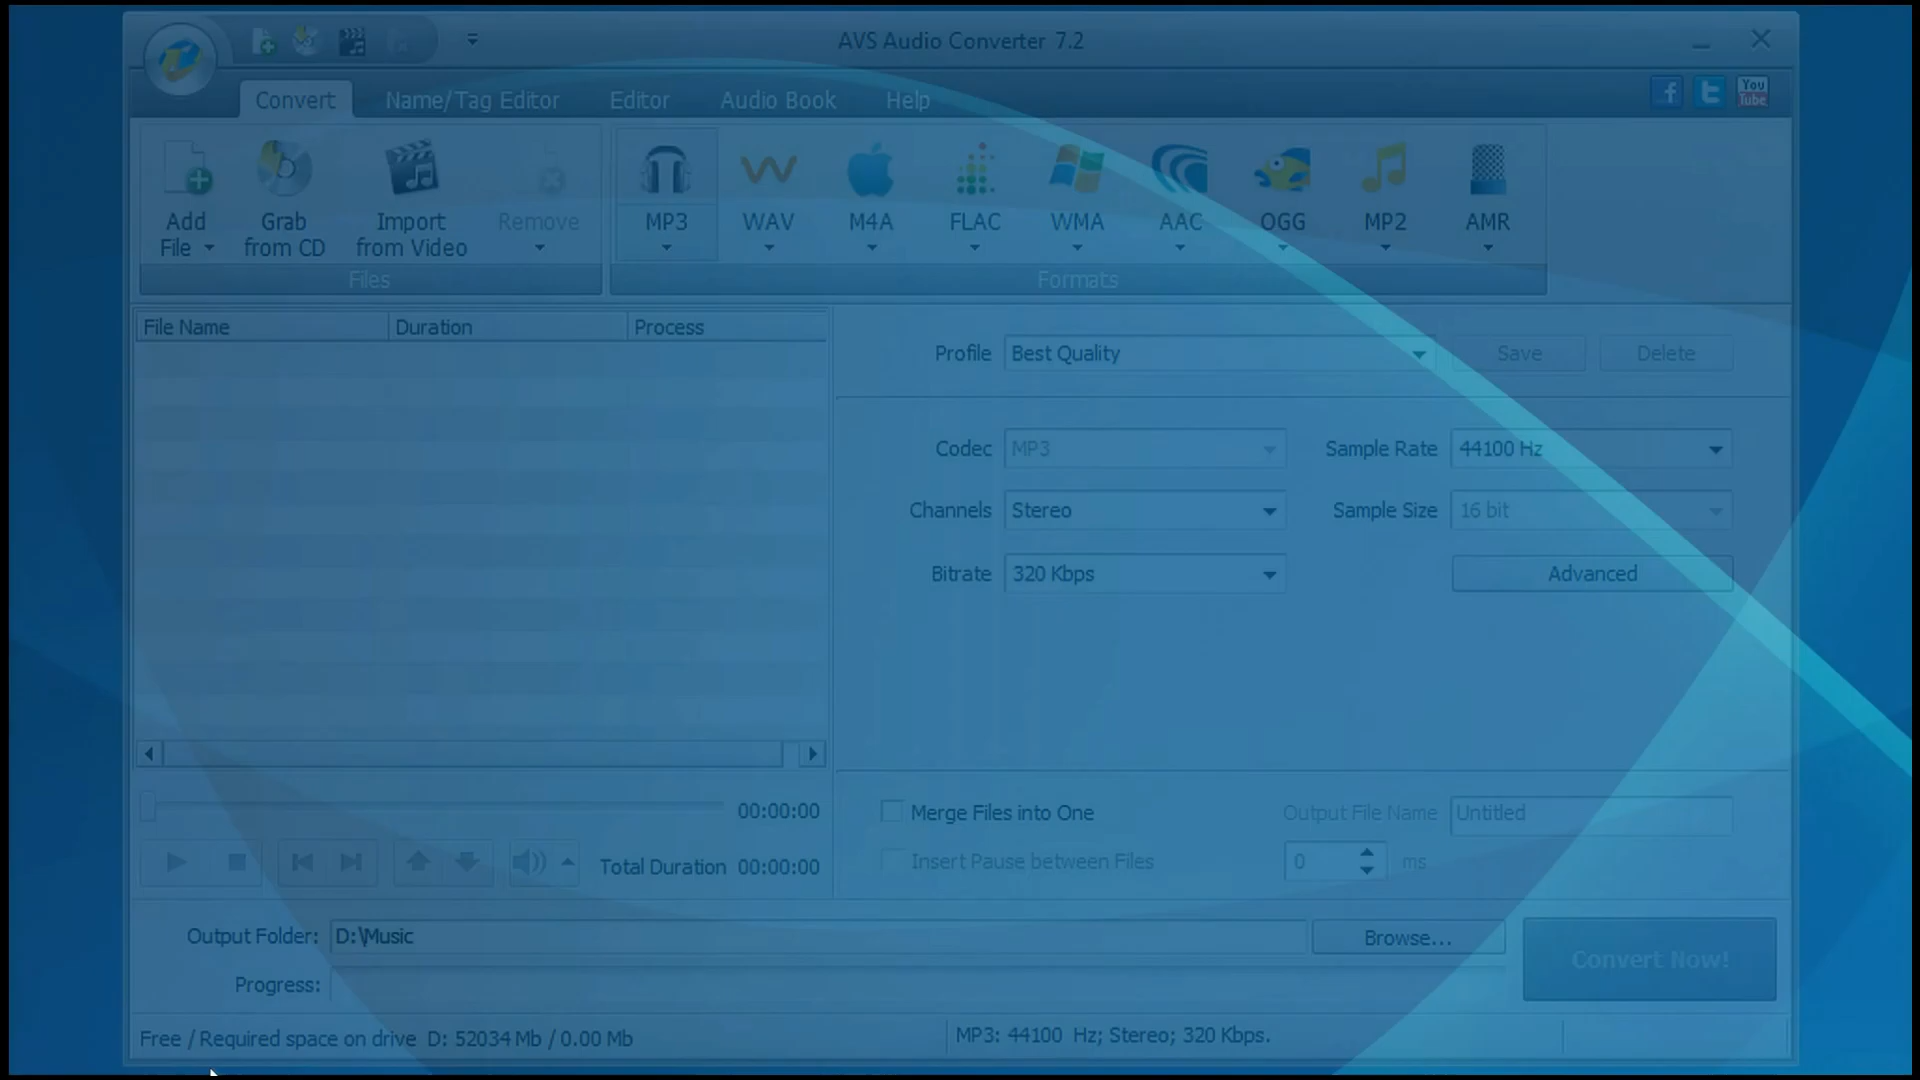 AVS Audio Converter 7.2
Convert
Name/Tag Editor
Editor
Audio Book
Help
You
Tube
Add
File
Grab
from CD
Import
from Video
Remove
Files
MP3
WAV
M4A
FLAC
WMA
AAC
OGG
MP2
AMR
Formats
File Name
Duration
Process
Profile
Best Quality
Save
Delete
Codec
MP3
Sample Rate
44100 Hz
Channels
Stereo
Sample Size
16 bit
Bitrate
320 Kbps
Advanced
00:00:00
Total Duration 00:00:00
Merge Files into One
Output File Name
Untitled
Insert Pause between Files
0
ms
Output Folder:
D:\Music
Browse...
Convert Now!
Progress:
Free / Required space on drive D: 52034 Mb / 0.00 Mb
MP3: 44100 Hz; Stereo; 320 Kbps.